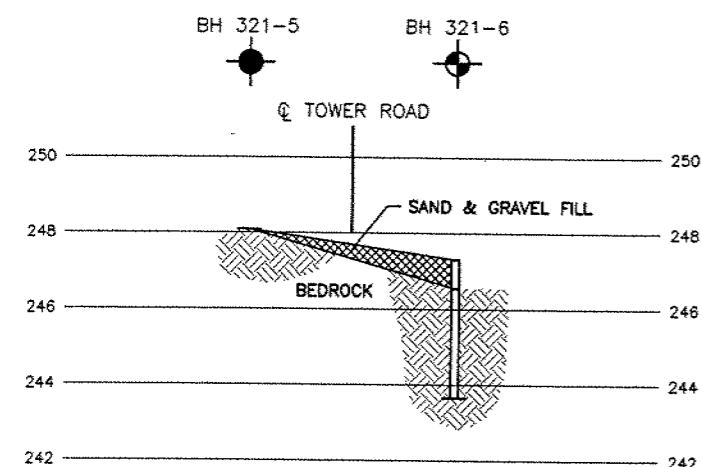 BH 321-5
BH 321-6
℄ TOWER ROAD
250
250
SAND & GRAVEL FILL
248
248
BEDROCK
246
246
244
244
242
242